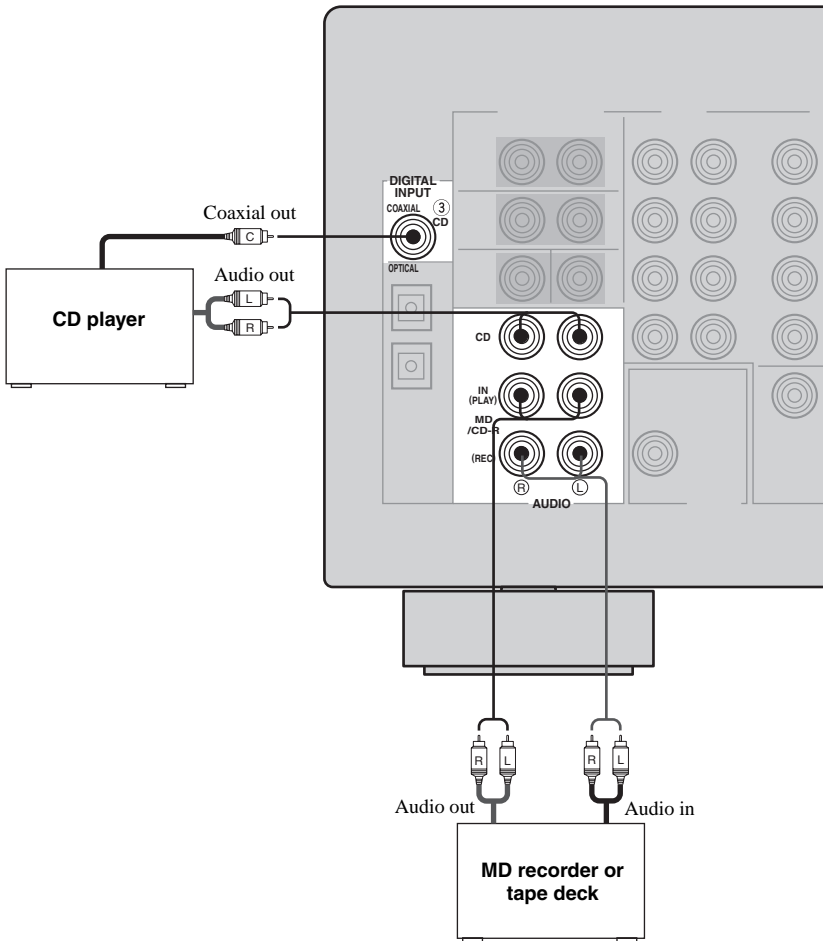 DIGITAL
INPUT
COAXIAL
③
CD
Coaxial out
C
OPTICAL
Audio out
L
R
CD player
CD
IN
(PLAY)
MD
/CD-R
(REC)
R
L
AUDIO
R
L
R
L
Audio out
Audio in
MD recorder or
tape deck